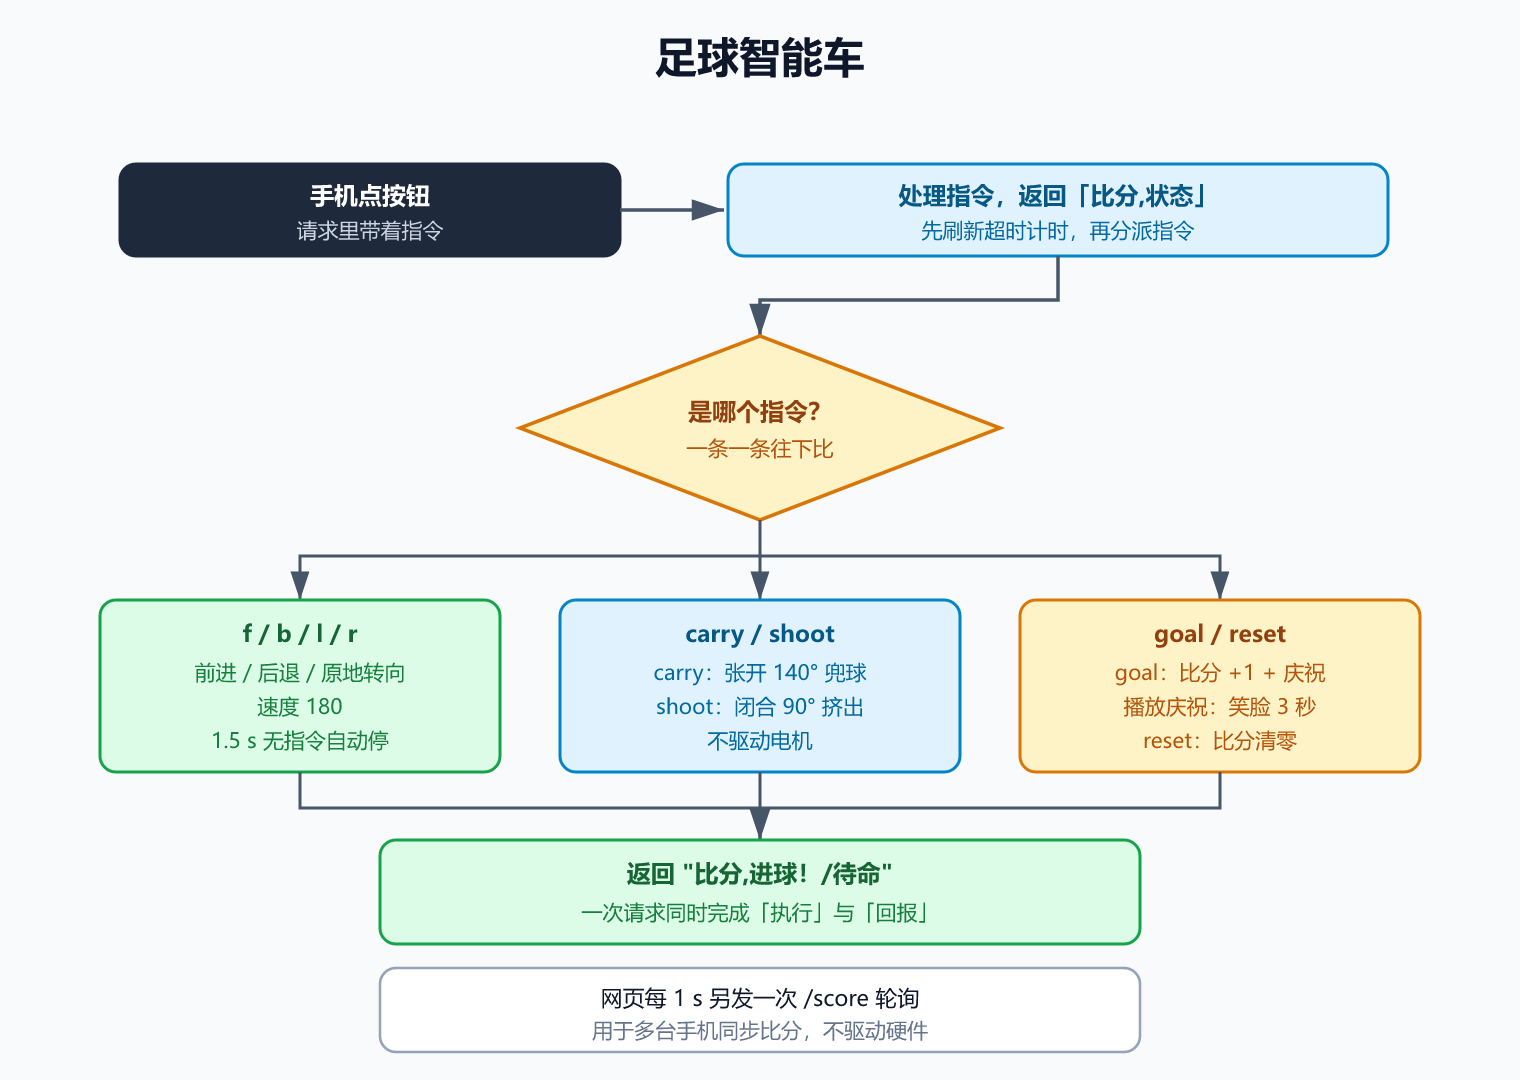 足球智能车
手机点按钮
请求里带着指令
处理指令，返回「比分,状态」
先刷新超时计时，再分派指令
是哪个指令？
一条一条往下比
f / b / l / r
前进 / 后退 / 原地转向
速度 180
1.5 s 无指令自动停
carry / shoot
carry：张开 140° 兜球
shoot：闭合 90° 挤出
不驱动电机
goal / reset
goal：比分 +1 + 庆祝
播放庆祝：笑脸 3 秒
reset：比分清零
返回 "比分,进球！/待命"
一次请求同时完成「执行」与「回报」
网页每 1 s 另发一次 /score 轮询
用于多台手机同步比分，不驱动硬件